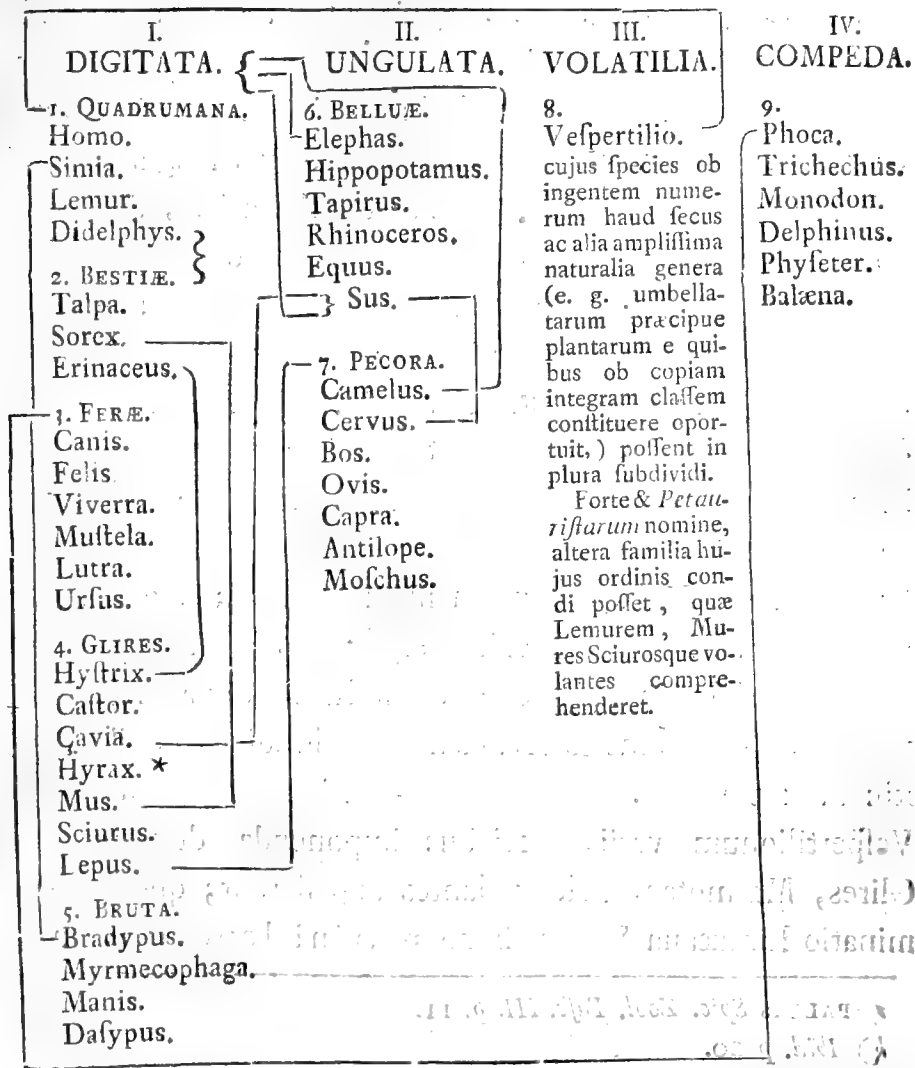 I.
DIGITATA.
1. QUADRUMANA.
Homo.
Simia.
Lemur.
Didelphys.
2. BESTIÆ.
Talpa.
Sorex.
Erinaceus.
3. FERÆ.
Canis.
Felis
Viverra.
Muſtela.
Lutra.
Urſus.
4. GLIRES.
Hyſtrix.
Caſtor.
Cavia.
Hyrax. *
Mus.
Sciurus.
Lepus.
5. BRUTA.
Bradypus.
Myrmecophaga.
Manis.
Daſypus.
II.
UNGULATA.
6. BELLUÆ.
Elephas.
Hippopotamus.
Tapirus.
Rhinoceros.
Equus.
Sus.
7. PECORA.
Camelus.
Cervus.
Bos.
Ovis.
Capra.
Antilope.
Moſchus.
III.
VOLATILIA.
8.
Veſpertilio.
cujus ſpecies ob
ingentem nume-
rum haud ſecus
ac alia ampliſſima
naturalia genera
(e. g. umbella-
tarum præcipue
plantarum e qui-
bus ob copiam
integram claſſem
conſtituere opor-
tuit,) poſſent in
plura ſubdividi.
Forte & Petau-
riſtarum nomine,
altera familia hu-
jus ordinis con-
di poſſet, quæ
Lemurem, Mu-
res Sciurosque vo-
lantes compre-
henderet.
IV.
COMPEDA.
9.
Phoca.
Trichechus.
Monodon.
Delphinus.
Phyſeter.
Balæna.